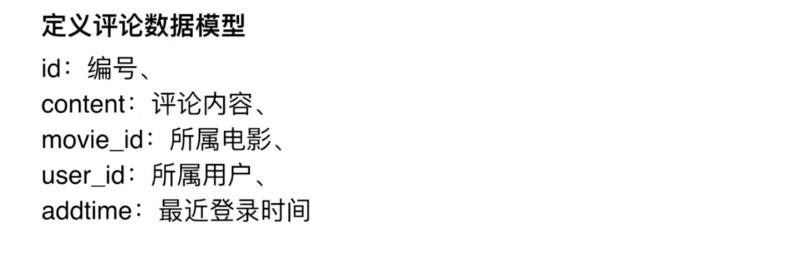 定义评论数据模型
id：编号、
content：评论内容、
movie_id：所属电影、
user_id：所属用户、
addtime：最近登录时间